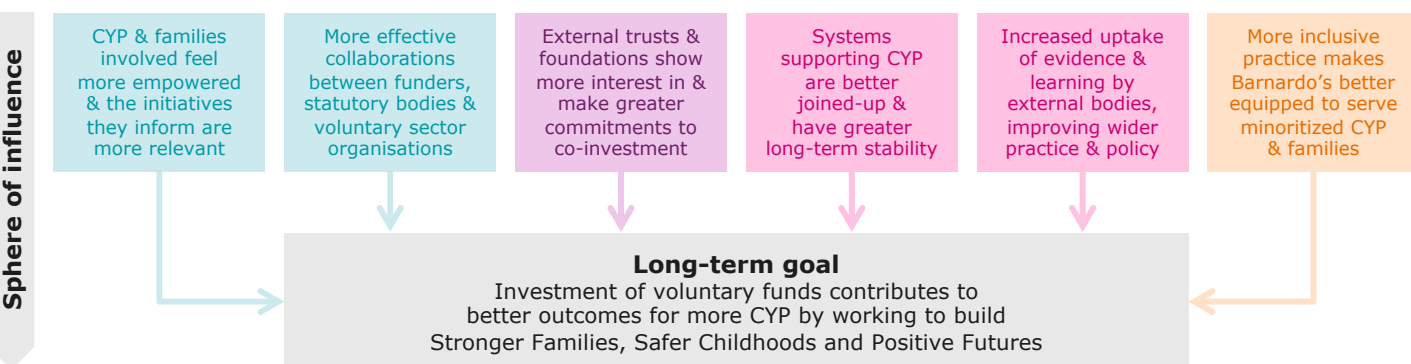 Sphere of influence
CYP & families
involved feel
more empowered
& the initiatives
they inform are
more relevant
More effective
collaborations
between funders,
statutory bodies &
voluntary sector
organisations
External trusts &
foundations show
more interest in &
make greater
commitments to
co-investment
Systems
supporting CYP
are better
joined-up &
have greater
long-term stability
Increased uptake
of evidence &
learning by
external bodies,
improving wider
practice & policy
More inclusive
practice makes
Barnardo’s better
equipped to serve
minoritized CYP
& families
Long-term goal
Investment of voluntary funds contributes to
better outcomes for more CYP by working to build
Stronger Families, Safer Childhoods and Positive Futures